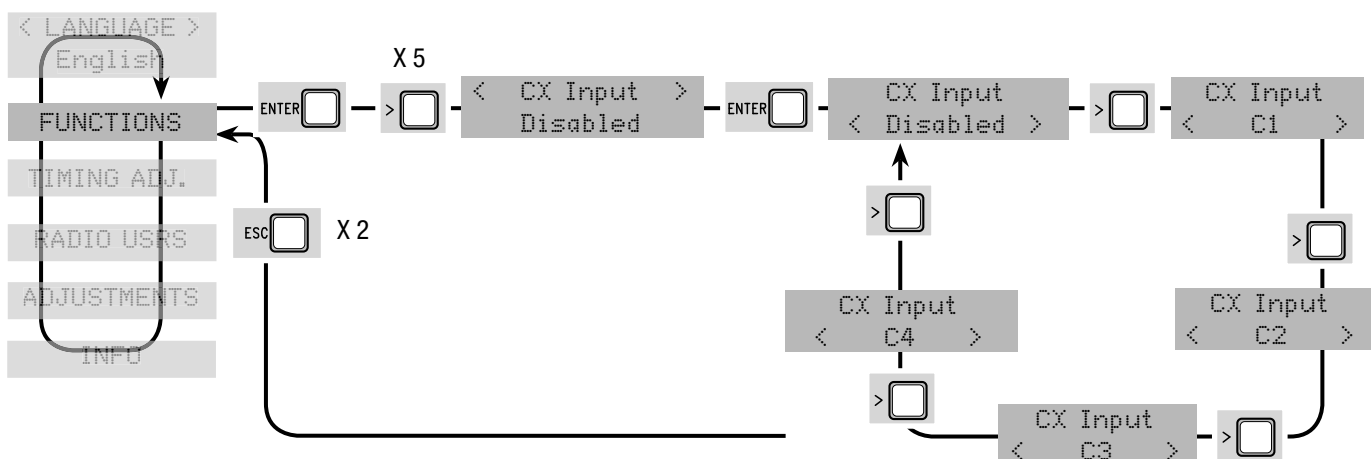 < LANGUAGE >
English
FUNCTIONS
TIMING ADJ.
RADIO USRS
ADJUSTMENTS
INFO
ENTER
X 5
>
< CX Input >
Disabled
ENTER
CX Input
< Disabled >
>
CX Input
< C1 >
>
CX Input
< C2 >
>
CX Input
< C3 >
>
CX Input
< C4 >
>
ESC
X 2